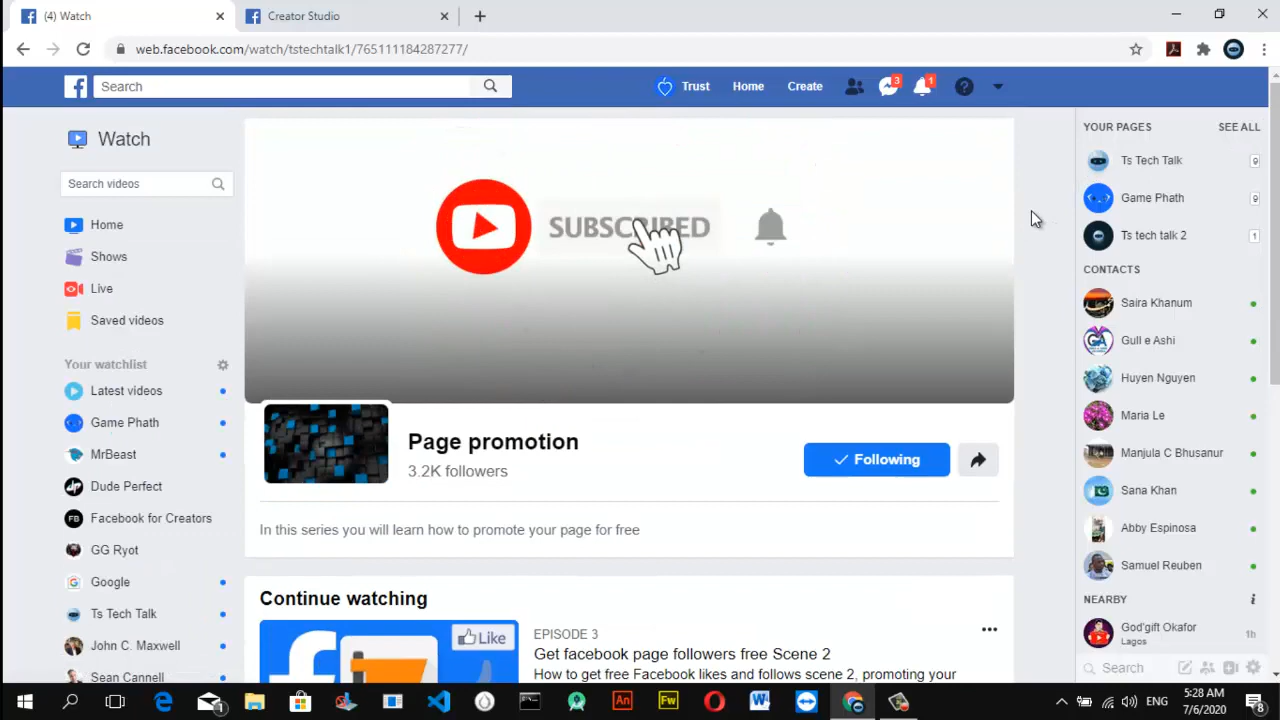 (4) Watch
Creator Studio
web.facebook.com/watch/tstechtalk1/765111184287277/
Search
Trust
Home
Create
3
1
Watch
Search videos
Home
Shows
Live
Saved videos
Your watchlist
Latest videos
Game Phath
MrBeast
Dude Perfect
Facebook for Creators
GG Ryot
Google
Ts Tech Talk
John C. Maxwell
Sean Cannell
SUBSCRIBED
Page promotion
3.2K followers
Following
In this series you will learn how to promote your page for free
Continue watching
Like
EPISODE 3
Get facebook page followers free Scene 2
How to get free Facebook likes and follows scene 2, promoting your
YOUR PAGES
SEE ALL
Ts Tech Talk
9
Game Phath
9
Ts tech talk 2
1
CONTACTS
Saira Khanum
Gull e Ashi
Huyen Nguyen
Maria Le
Manjula C Bhusanur
Sana Khan
Abby Espinosa
Samuel Reuben
NEARBY
God'gift Okafor
Lagos
1h
Search
ENG
5:28 AM
7/6/2020
8